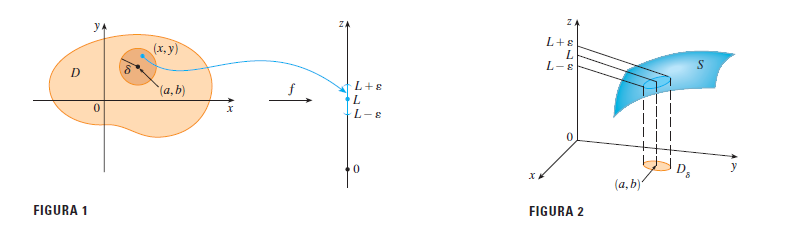 y
(x, y)
D
δ
(a, b)
0
x
f
z
L + ε
L
L − ε
0
FIGURA 1
z
L + ε
L
L − ε
S
0
x
y
(a, b)
D_δ
FIGURA 2